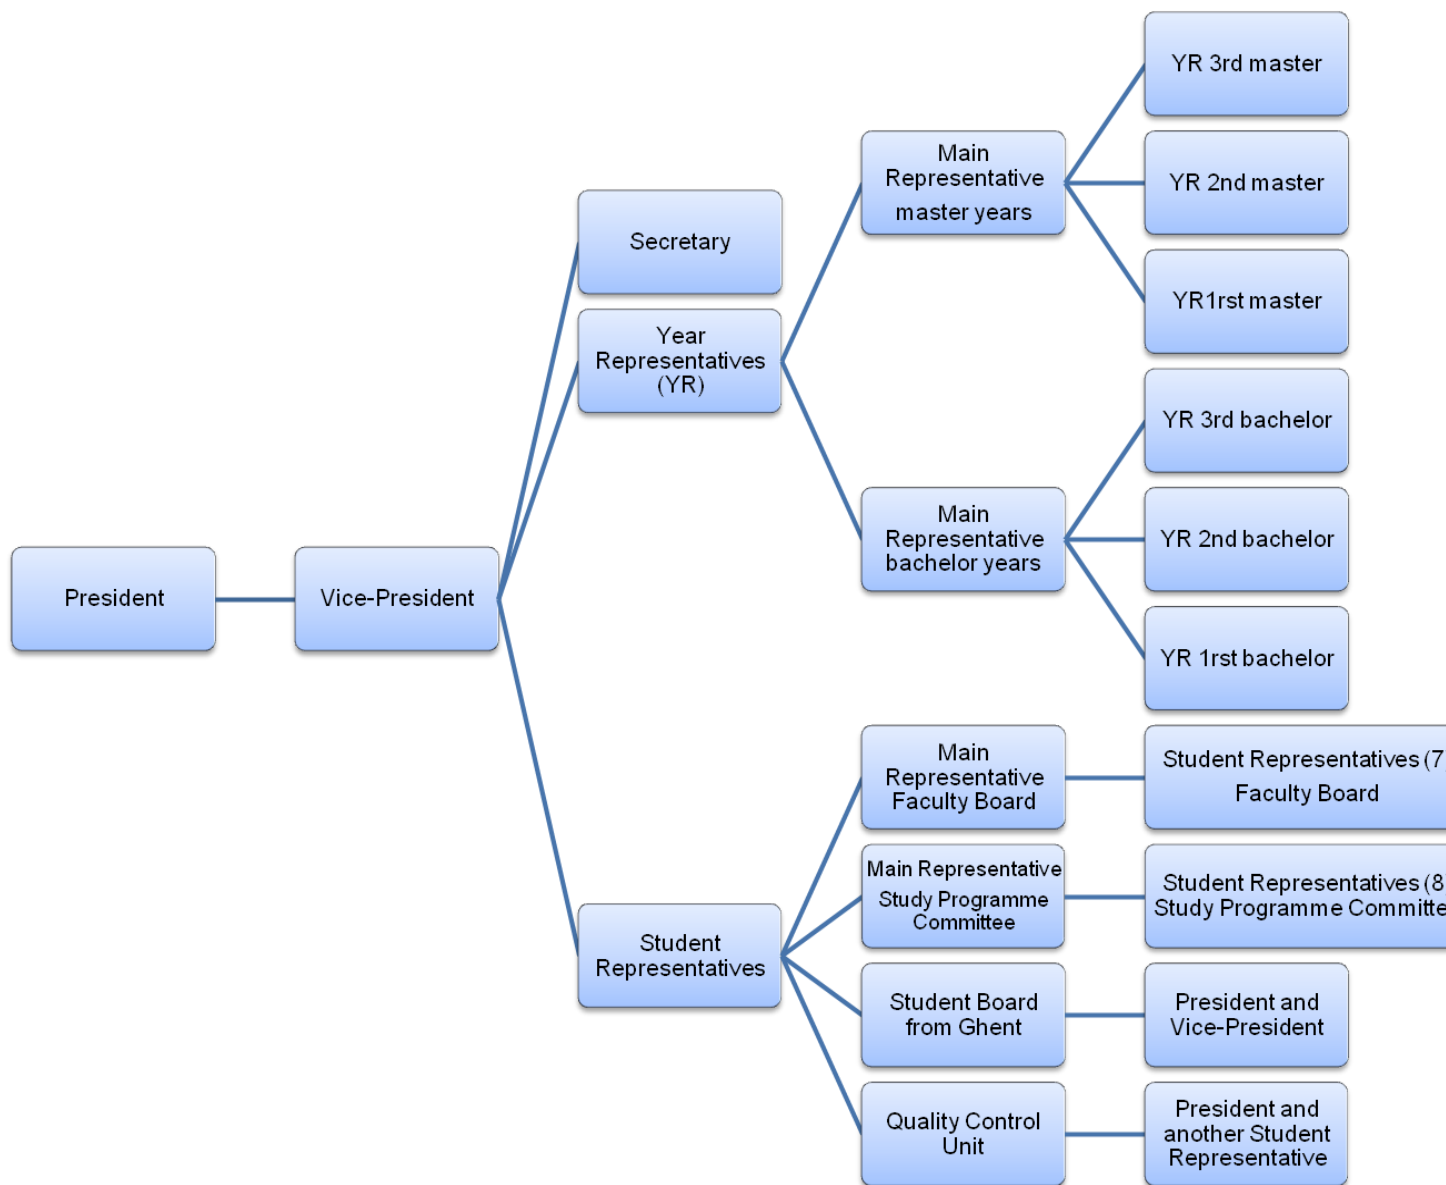 President
Vice-President
Secretary
Year
Representatives
(YR)
Student
Representatives
Main
Representative
master years
Main
Representative
bachelor years
Main
Representative
Faculty Board
Main Representative
Study Programme
Committee
Student Board
from Ghent
Quality Control
Unit
YR 3rd master
YR 2nd master
YR1rst master
YR 3rd bachelor
YR 2nd bachelor
YR 1rst bachelor
Student Representatives (7
Faculty Board
Student Representatives (8)
Study Programme Committe
President and
Vice-President
President and
another Student
Representative